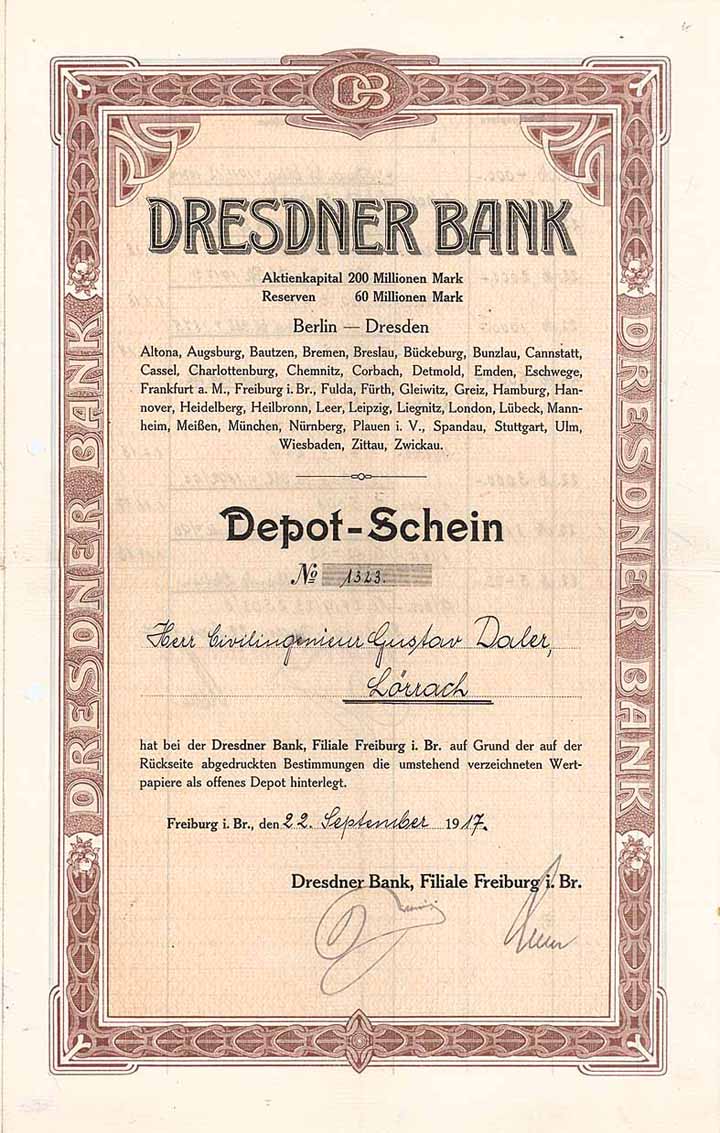 DB
DRESDNER BANK
Aktienkapital 200 Millionen Mark
Reserven 60 Millionen Mark
Berlin — Dresden
Altona, Augsburg, Bautzen, Bremen, Breslau, Bückeburg, Bunzlau, Cannstatt,
Cassel, Charlottenburg, Chemnitz, Corbach, Detmold, Emden, Eschwege,
Frankfurt a. M., Freiburg i. Br., Fulda, Fürth, Gleiwitz, Greiz, Hamburg, Han-
nover, Heidelberg, Heilbronn, Leer, Leipzig, Liegnitz, London, Lübeck, Mann-
heim, Meißen, München, Nürnberg, Plauen i. V., Spandau, Stuttgart, Ulm,
Wiesbaden, Zittau, Zwickau.
Depot-Schein
No 1323.
Herr Civilingenieur Gustav Daler,
Lörrach
hat bei der Dresdner Bank, Filiale Freiburg i. Br. auf Grund der auf der
Rückseite abgedruckten Bestimmungen die umstehend verzeichneten Wert-
papiere als offenes Depot hinterlegt.
Freiburg i. Br., den 22. September 1917.
Dresdner Bank, Filiale Freiburg i. Br.
DRESDNER BANK
DRESDNER BANK